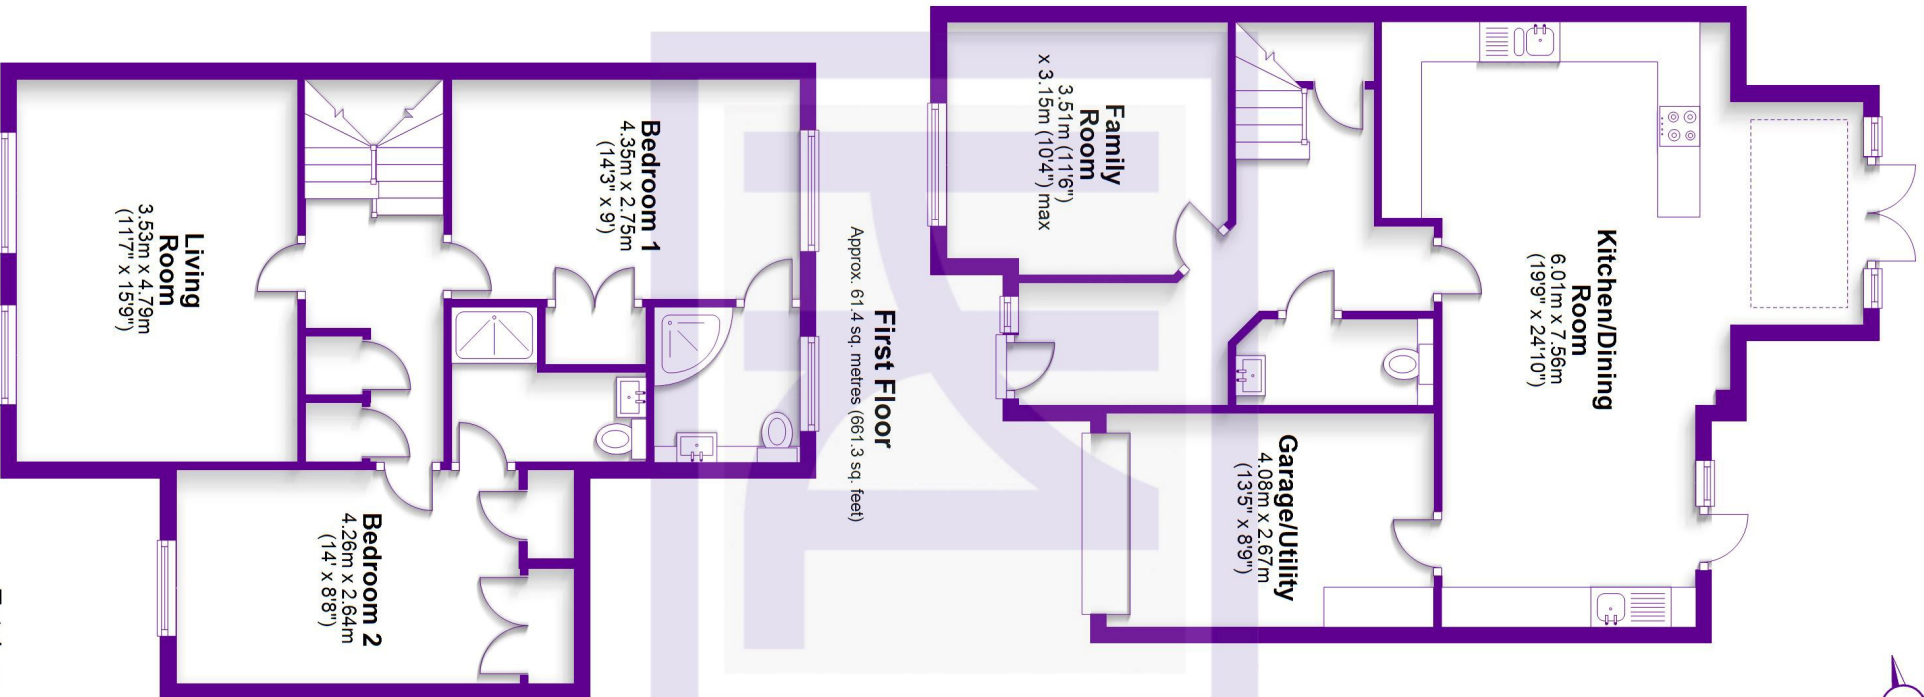 Family
Room
3.51m (11'6")
x 3.15m (10'4") max
Kitchen/Dining
Room
6.01m x 7.56m
(19'9" x 24'10")
Garage/Utility
4.08m x 2.67m
(13'5" x 8'9")
First Floor
Approx. 61.4 sq. metres (661.3 sq. feet)
Bedroom 1
4.35m x 2.75m
(14'3" x 9')
Living
Room
3.53m x 4.79m
(11'7" x 15'9")
Bedroom 2
4.26m x 2.64m
(14' x 8'8")